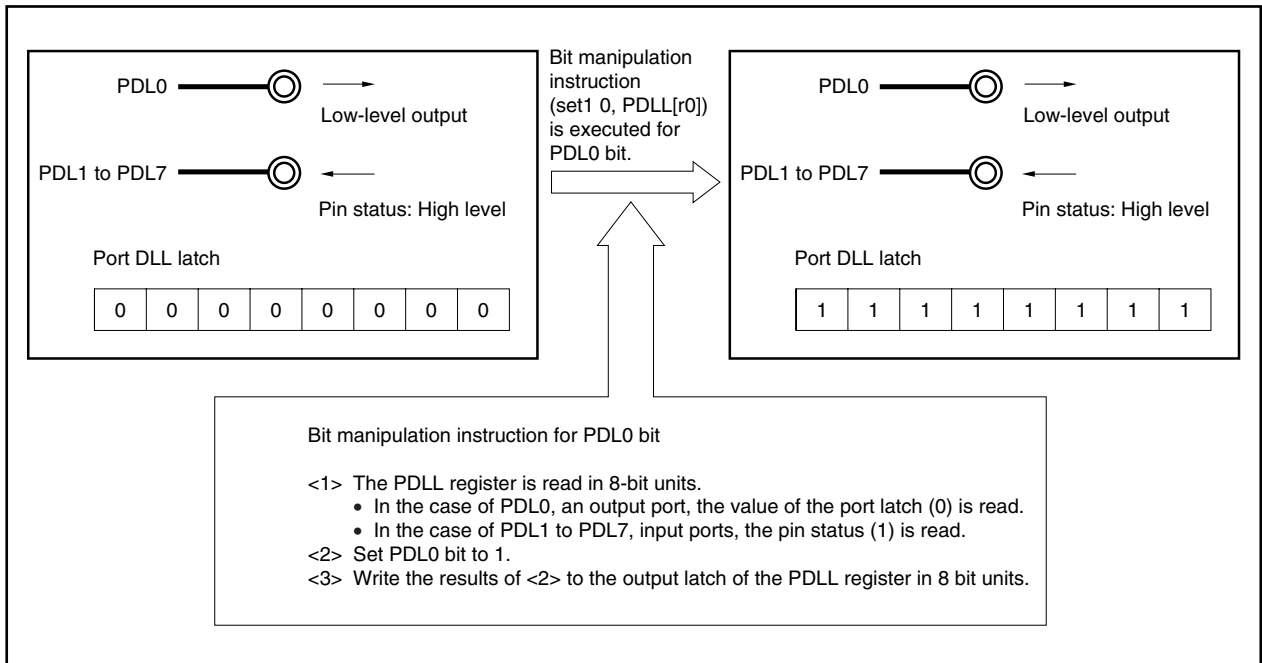 PDL0
Low-level output
PDL1 to PDL7
Pin status: High level
Port DLL latch
0 0 0 0 0 0 0 0
Bit manipulation
instruction
(set1 0, PDLL[r0])
is executed for
PDL0 bit.
PDL0
Low-level output
PDL1 to PDL7
Pin status: High level
Port DLL latch
1 1 1 1 1 1 1 1
Bit manipulation instruction for PDL0 bit
<1> The PDLL register is read in 8-bit units.
• In the case of PDL0, an output port, the value of the port latch (0) is read.
• In the case of PDL1 to PDL7, input ports, the pin status (1) is read.
<2> Set PDL0 bit to 1.
<3> Write the results of <2> to the output latch of the PDLL register in 8 bit units.